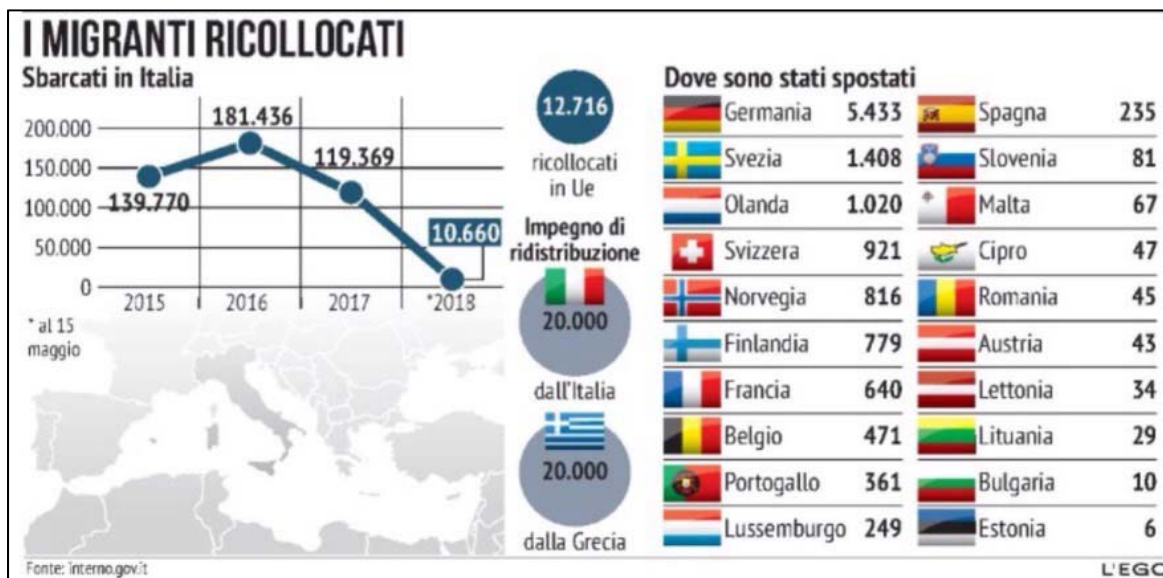 I MIGRANTI RICOLLOCATI
Sbarcati in Italia
200.000
150.000
100.000
50.000
0
139.770
181.436
119.369
10.660
2015
2016
2017
*2018
* al 15
maggio
12.716
ricollocati
in Ue
Impegno di
ridistribuzione
20.000
dall'Italia
20.000
dalla Grecia
Dove sono stati spostati
Germania 5.433
Svezia 1.408
Olanda 1.020
Svizzera 921
Norvegia 816
Finlandia 779
Francia 640
Belgio 471
Portogallo 361
Lussemburgo 249
Spagna 235
Slovenia 81
Malta 67
Cipro 47
Romania 45
Austria 43
Lettonia 34
Lituania 29
Bulgaria 10
Estonia 6
Fonte: interno.gov.it
L'EGO